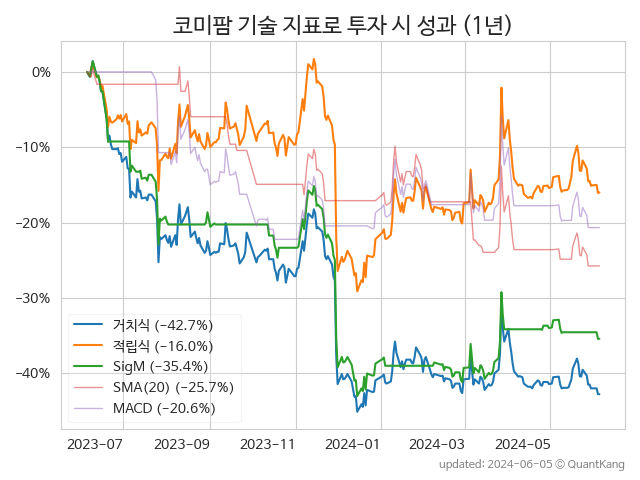 코미팜 기술 지표로 투자 시 성과 (1년)
0%
−10%
−20%
−30%
−40%
거치식 (−42.7%)
적립식 (−16.0%)
SigM (−35.4%)
SMA(20) (−25.7%)
MACD (−20.6%)
2023-07 2023-09 2023-11 2024-01 2024-03 2024-05
updated: 2024-06-05 ⓒ QuantKang